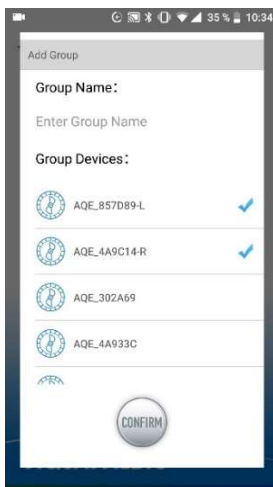 35 % 10:34
Add Group
Group Name：
Enter Group Name
Group Devices：
AQE_857D89-L
AQE_4A9C14-R
AQE_302A69
AQE_4A933C
CONFIRM